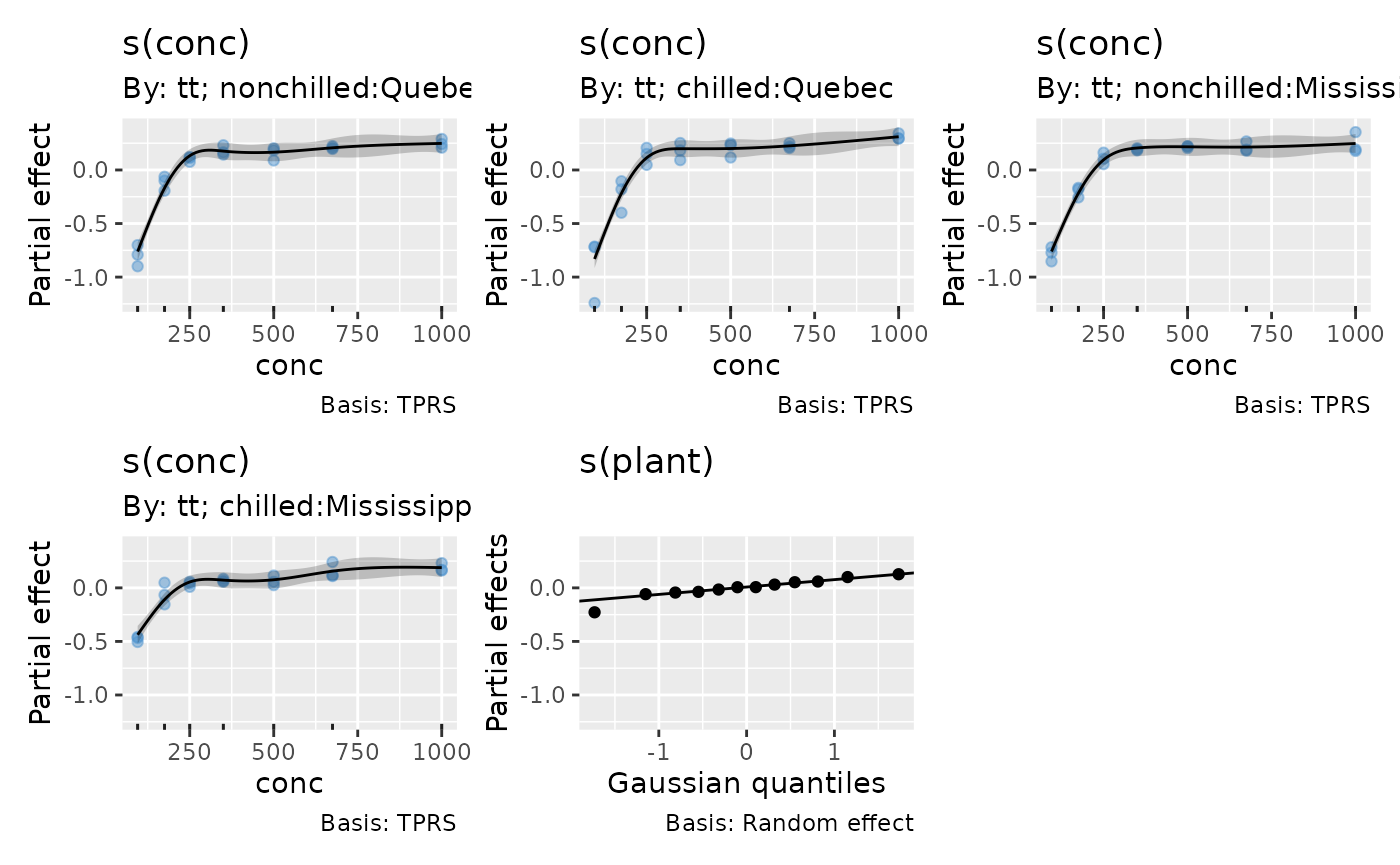 s(conc)
By: tt; nonchilled:Quebe
Partial effect
0.0
-0.5
-1.0
250 500 750 1000
conc
Basis: TPRS
s(conc)
By: tt; chilled:Quebec
Partial effect
0.0
-0.5
-1.0
250 500 750 1000
conc
Basis: TPRS
s(conc)
By: tt; nonchilled:Mississi
Partial effect
0.0
-0.5
-1.0
250 500 750 1000
conc
Basis: TPRS
s(conc)
By: tt; chilled:Mississipp
Partial effect
0.0
-0.5
-1.0
250 500 750 1000
conc
Basis: TPRS
s(plant)
Partial effects
0.0
-0.5
-1.0
-1 0 1
Gaussian quantiles
Basis: Random effect